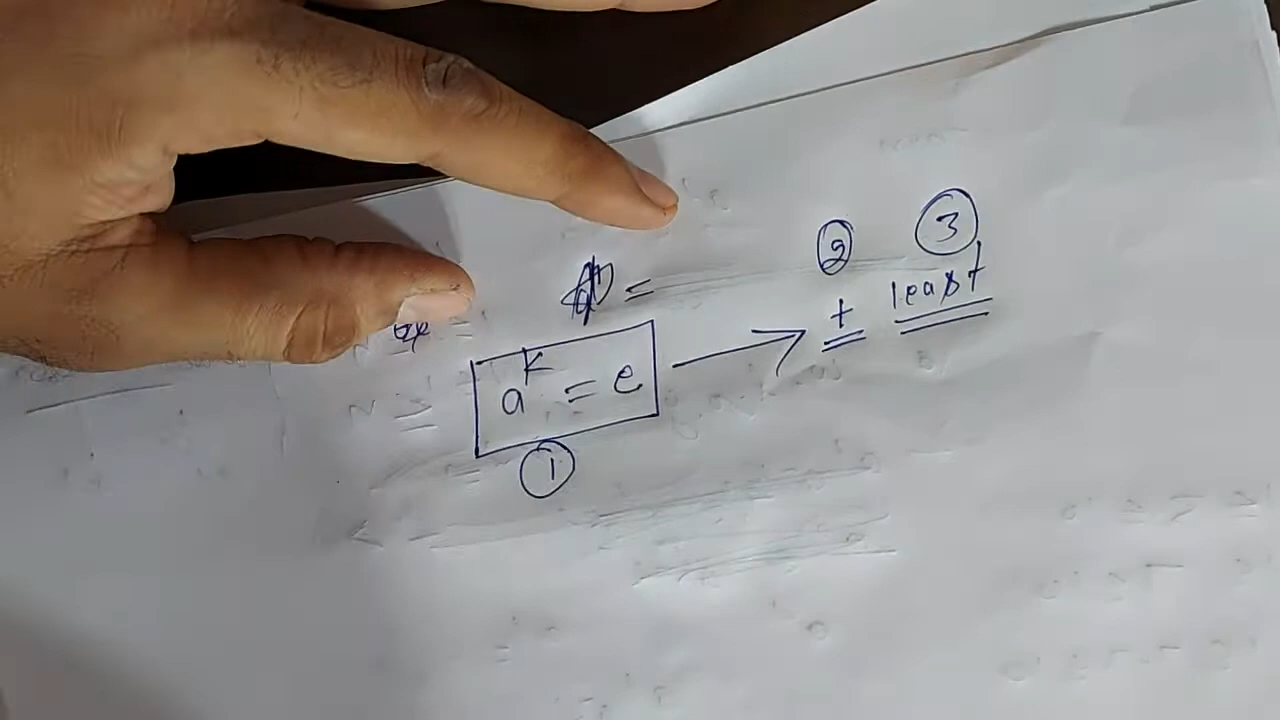 ② ③
+ least
a^k = e
①